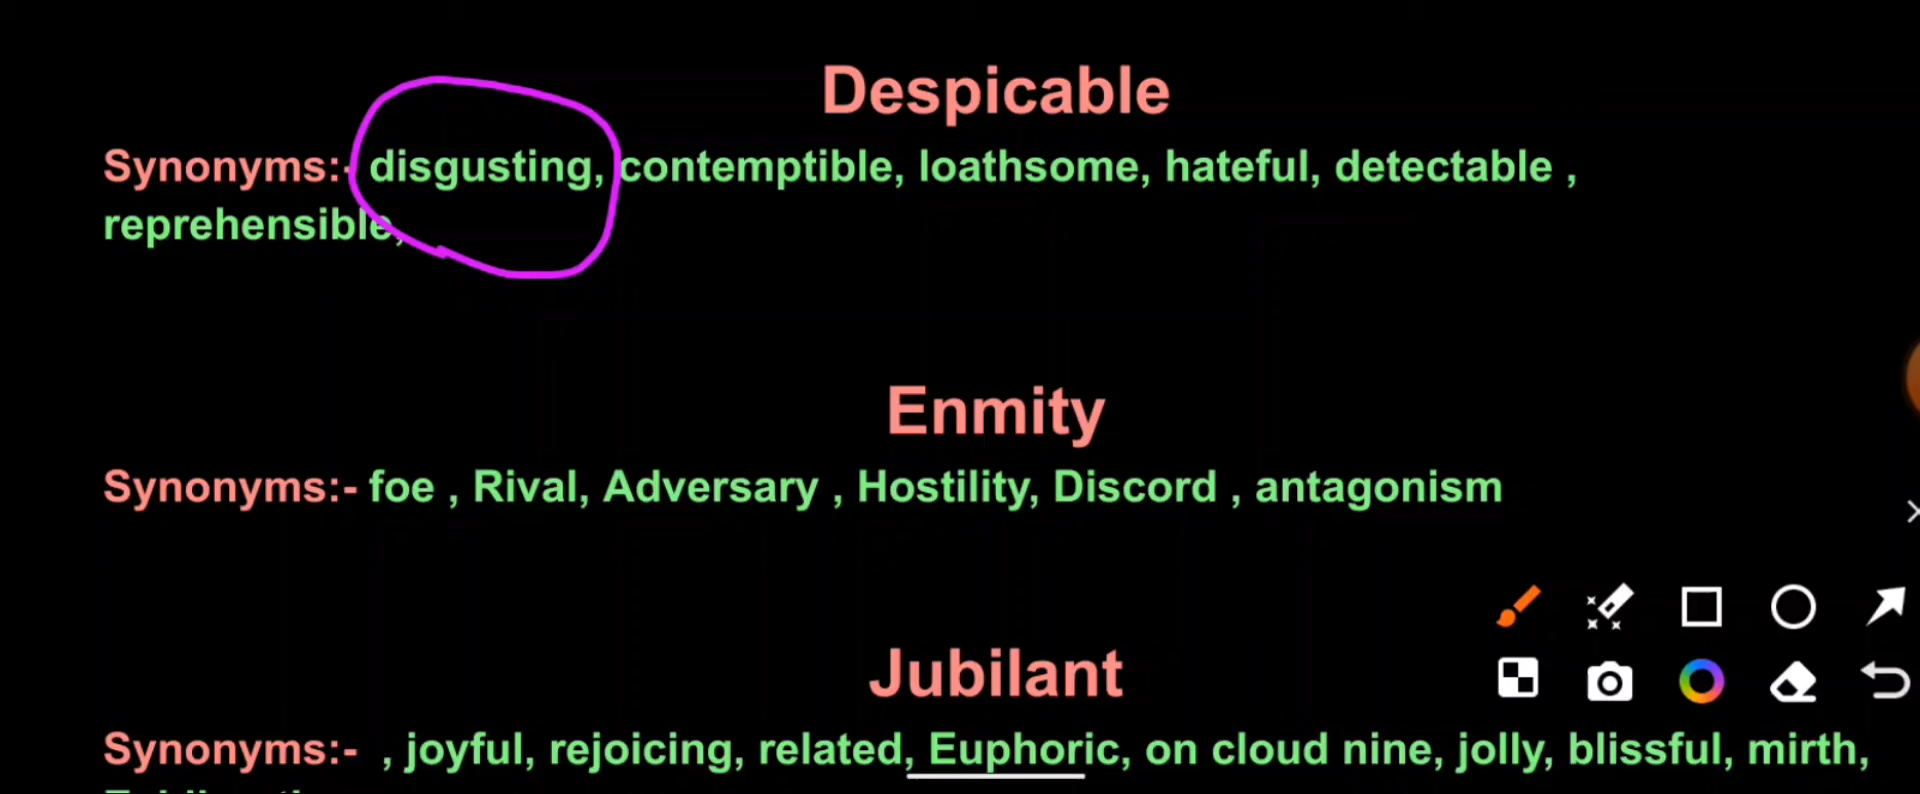 Despicable
Synonyms:- disgusting, contemptible, loathsome, hateful, detectable ,
reprehensible,
Enmity
Synonyms:- foe , Rival, Adversary , Hostility, Discord , antagonism
Jubilant
Synonyms:- , joyful, rejoicing, related, Euphoric, on cloud nine, jolly, blissful, mirth,